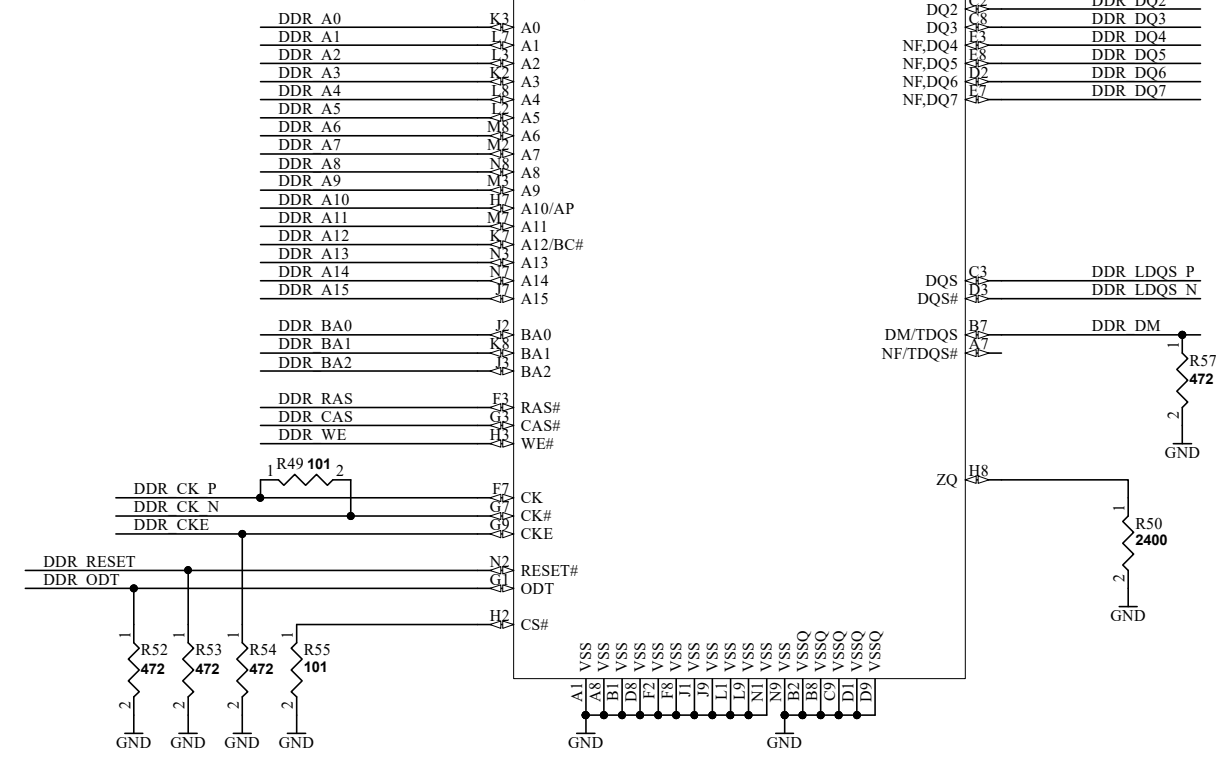 DDR_A0 K3 A0 C2 DQ2 DDR_DQ2
DDR_A1 L7 A1 C8 DQ3 DDR_DQ3
DDR_A2 L3 A2 E3 NF,DQ4 DDR_DQ4
DDR_A3 K2 A3 E8 NF,DQ5 DDR_DQ5
DDR_A4 L8 A4 D2 NF,DQ6 DDR_DQ6
DDR_A5 L2 A5 E7 NF,DQ7 DDR_DQ7
DDR_A6 M8 A6
DDR_A7 M2 A7
DDR_A8 N8 A8
DDR_A9 M3 A9
DDR_A10 H7 A10/AP
DDR_A11 M7 A11
DDR_A12 K7 A12/BC#
DDR_A13 N3 A13
DDR_A14 N7 A14 DQS C3 DDR_LDQS_P
DDR_A15 J7 A15 DQS# D3 DDR_LDQS_N
DDR_BA0 J2 BA0 DM/TDQS B7 DDR_DM
DDR_BA1 K8 BA1 NF/TDQS# A7
DDR_BA2 J3 BA2
1 R57
472
2
GND
DDR_RAS F3 RAS#
DDR_CAS G3 CAS#
DDR_WE H3 WE#
1 R49 101 2
ZQ H8
DDR_CK_P F7 CK
DDR_CK_N G7 CK#
DDR_CKE G9 CKE
1 R50
2400
2
GND
DDR_RESET N2 RESET#
DDR_ODT G1 ODT
H2 CS#
1 R52 1 R53 1 R54 1 R55
472 472 472 101
2 2 2 2
GND GND GND GND
VSS VSS VSS VSS VSS VSS VSS VSS VSS VSS VSS VSS VSSQ VSSQ VSSQ VSSQ VSSQ
A1 A8 B1 D8 F2 F8 J1 J9 L1 L9 N1 N9 B2 B8 C9 D1 D9
GND GND